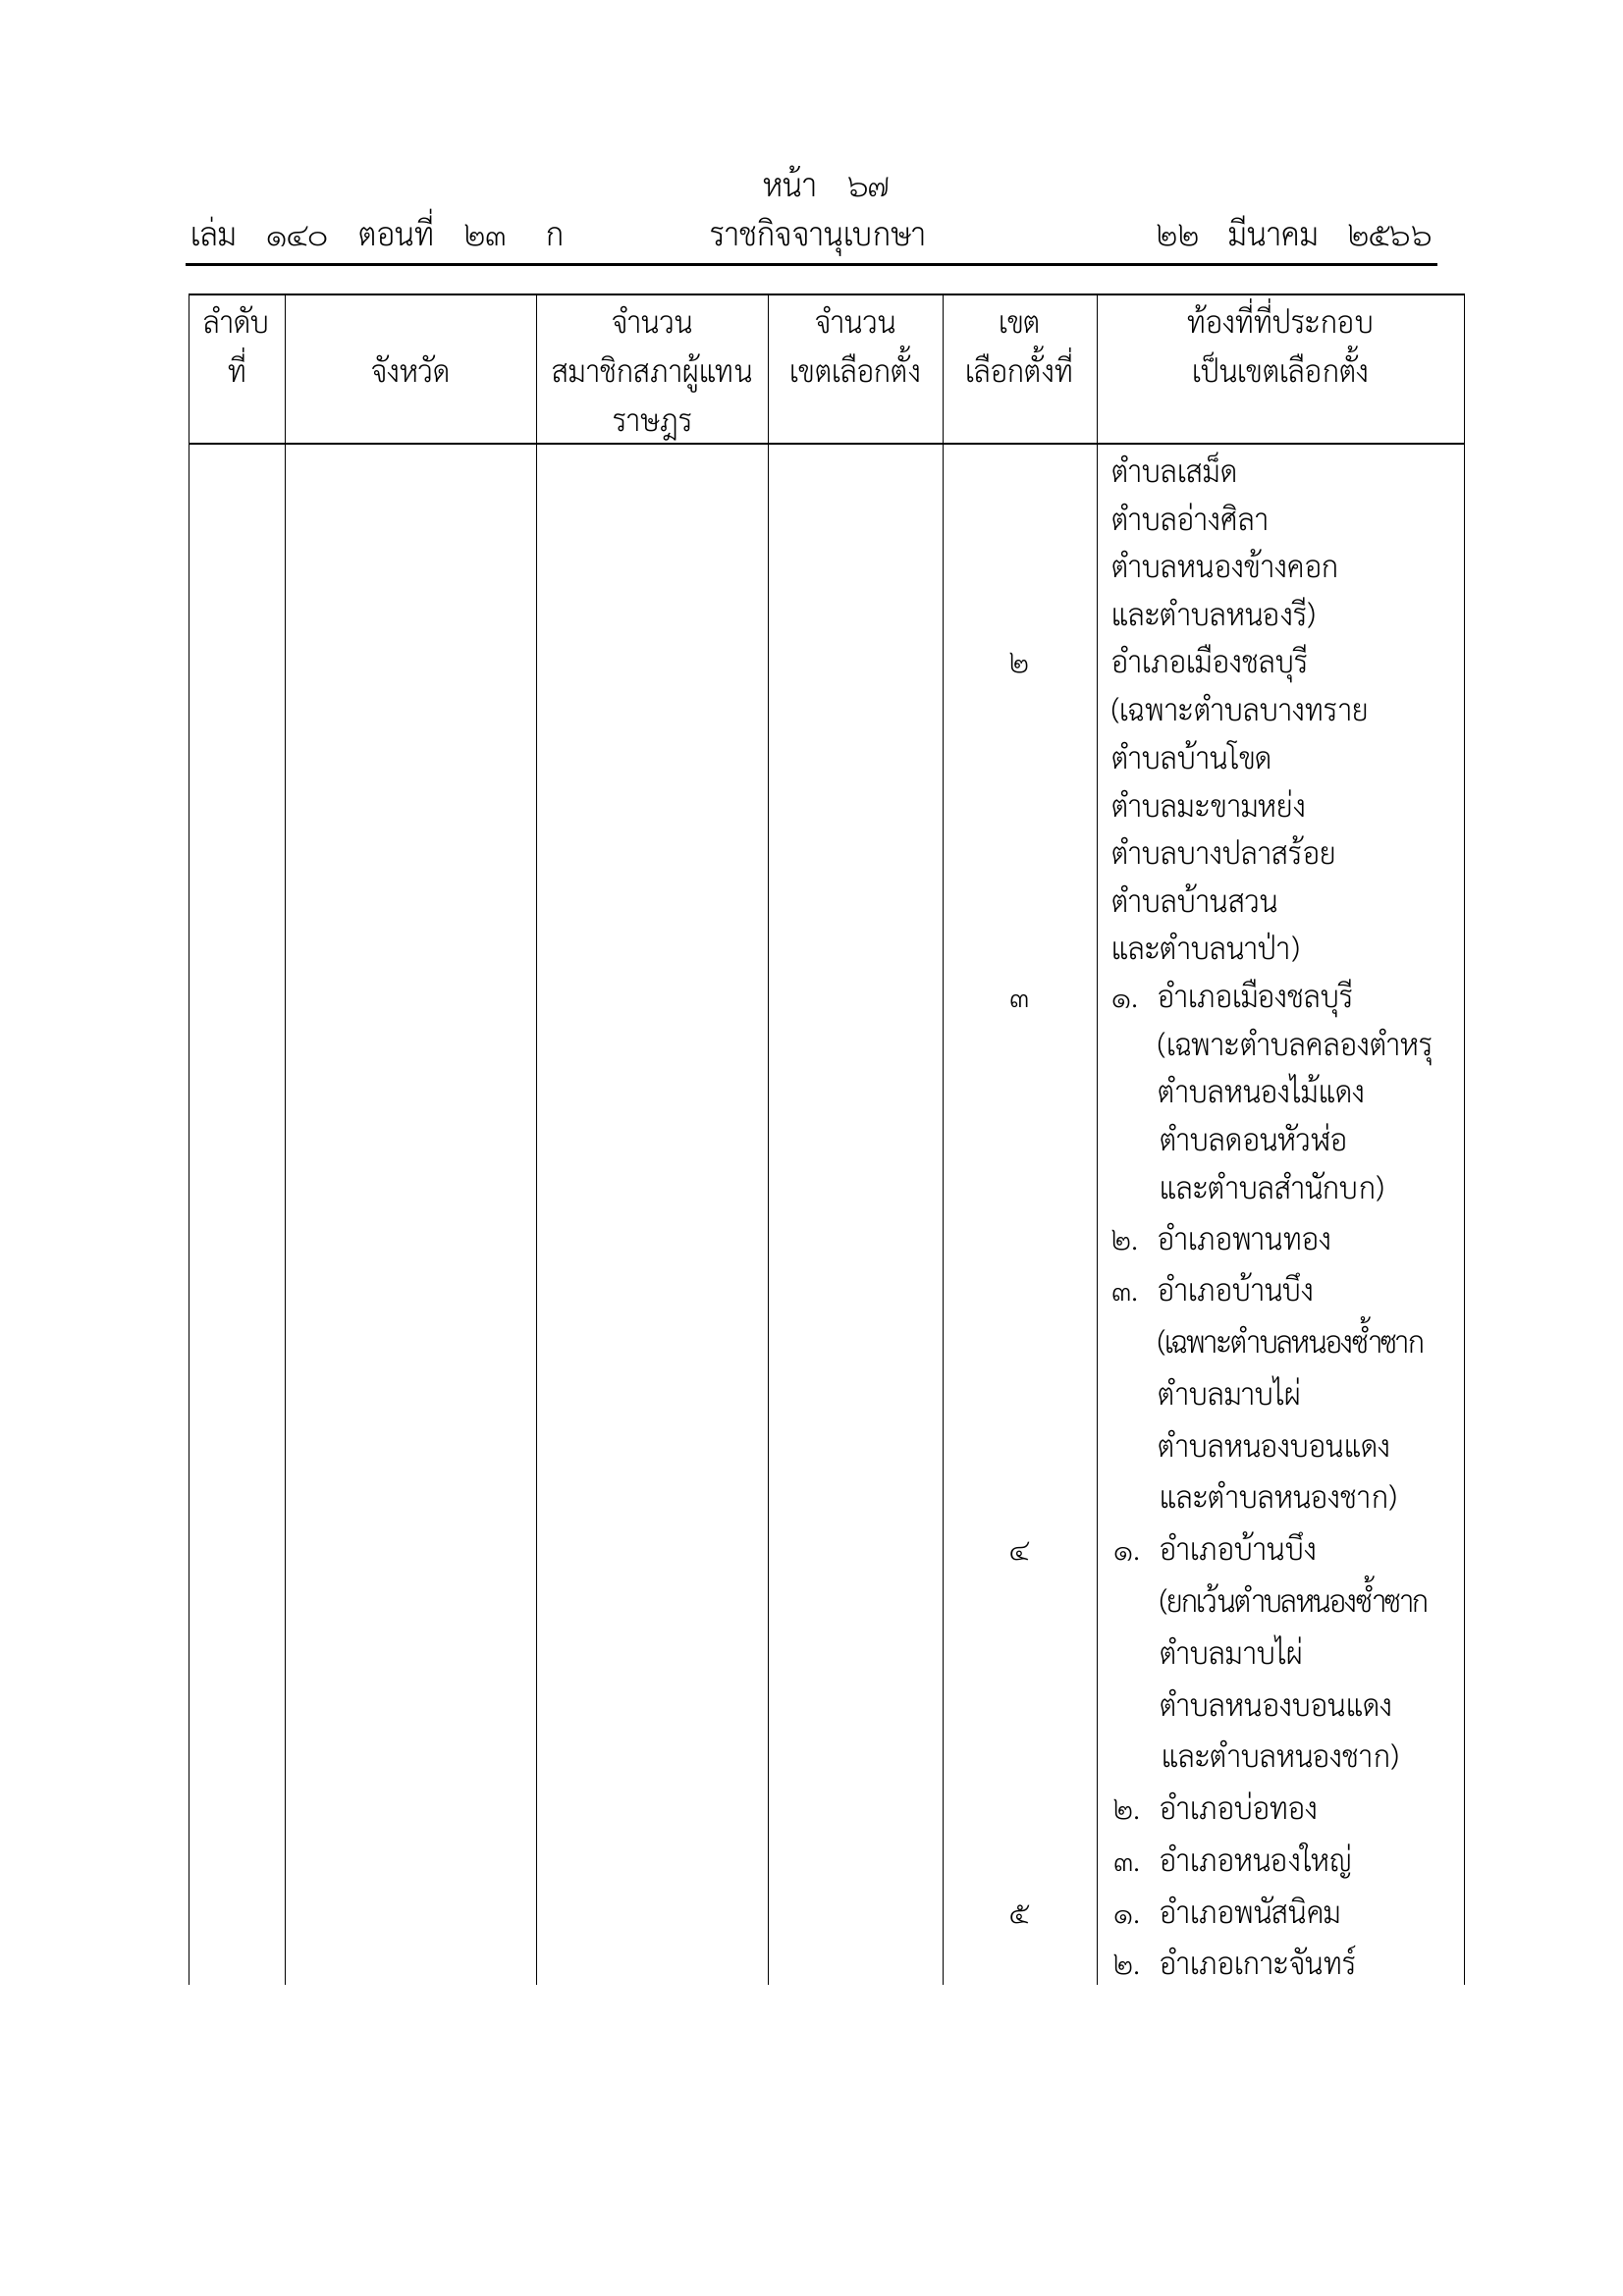 หน้า ๖๗
เล่ม ๑๔๐ ตอนที่ ๒๓ ก ราชกิจจานุเบกษา ๒๒ มีนาคม ๒๕๖๖
ลำดับ
ที่
จังหวัด
จำนวน
สมาชิกสภาผู้แทน
ราษฎร
จำนวน
เขตเลือกตั้ง
เขต
เลือกตั้งที่
ท้องที่ที่ประกอบ
เป็นเขตเลือกตั้ง
ตำบลเสม็ด
ตำบลอ่างศิลา
ตำบลหนองข้างคอก
และตำบลหนองรี)
๒ อำเภอเมืองชลบุรี
(เฉพาะตำบลบางทราย
ตำบลบ้านโขด
ตำบลมะขามหย่ง
ตำบลบางปลาสร้อย
ตำบลบ้านสวน
และตำบลนาป่า)
๓ ๑. อำเภอเมืองชลบุรี
(เฉพาะตำบลคลองตำหรุ
ตำบลหนองไม้แดง
ตำบลดอนหัวฬ่อ
และตำบลสำนักบก)
๒. อำเภอพานทอง
๓. อำเภอบ้านบึง
(เฉพาะตำบลหนองซ้ำซาก
ตำบลมาบไผ่
ตำบลหนองบอนแดง
และตำบลหนองชาก)
๔ ๑. อำเภอบ้านบึง
(ยกเว้นตำบลหนองซ้ำซาก
ตำบลมาบไผ่
ตำบลหนองบอนแดง
และตำบลหนองชาก)
๒. อำเภอบ่อทอง
๓. อำเภอหนองใหญ่
๕ ๑. อำเภอพนัสนิคม
๒. อำเภอเกาะจันทร์